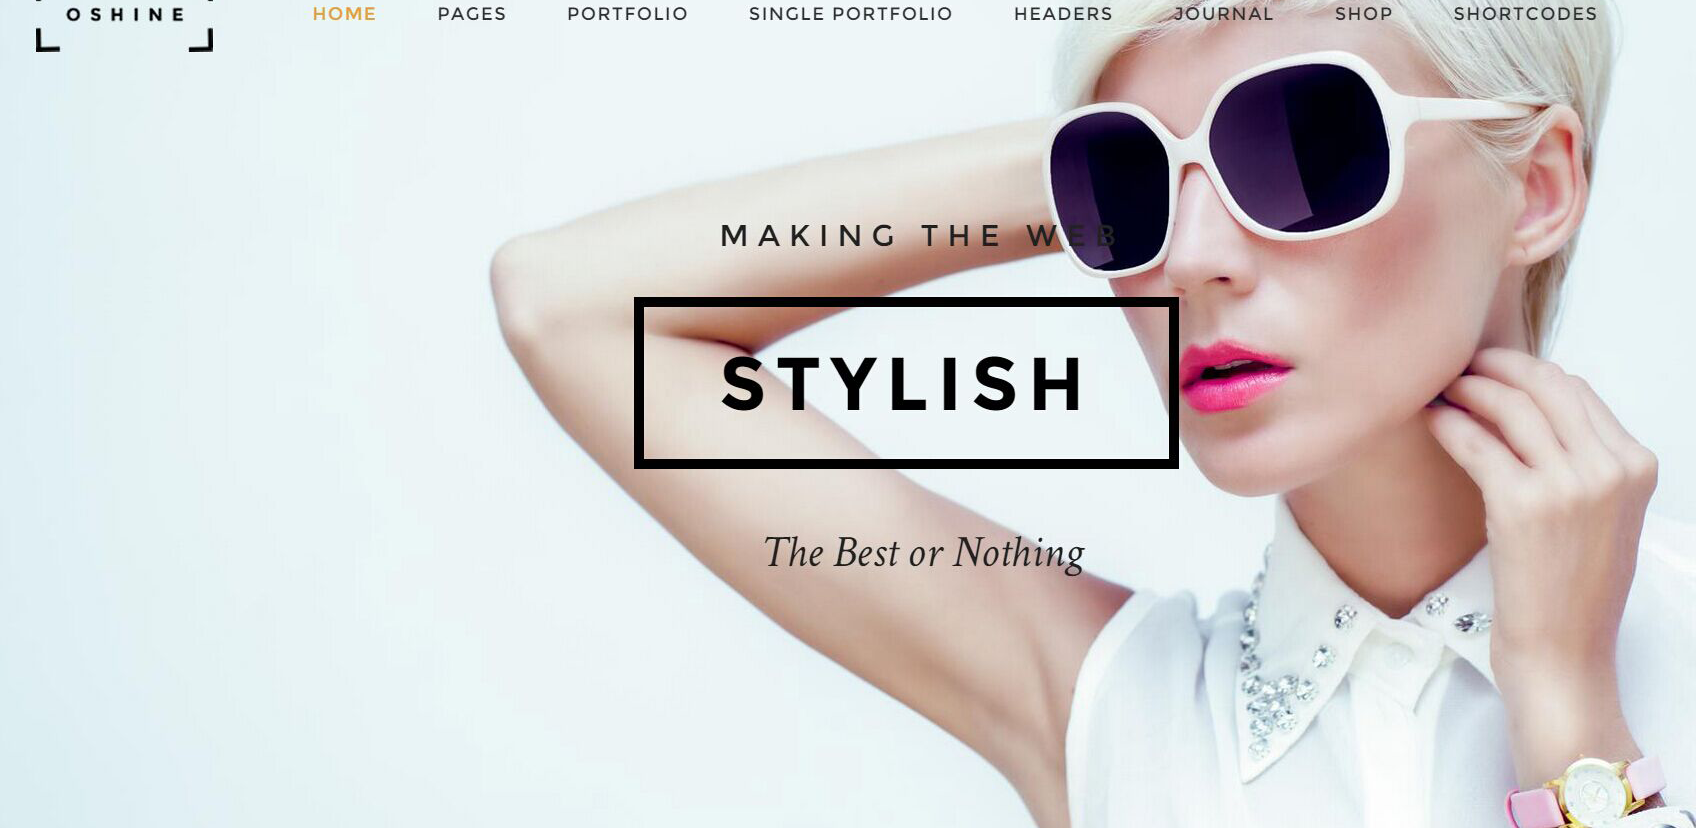 OSHINE
HOME PAGES PORTFOLIO SINGLE PORTFOLIO HEADERS JOURNAL SHOP SHORTCODES
MAKING THE WEB
STYLISH
The Best or Nothing